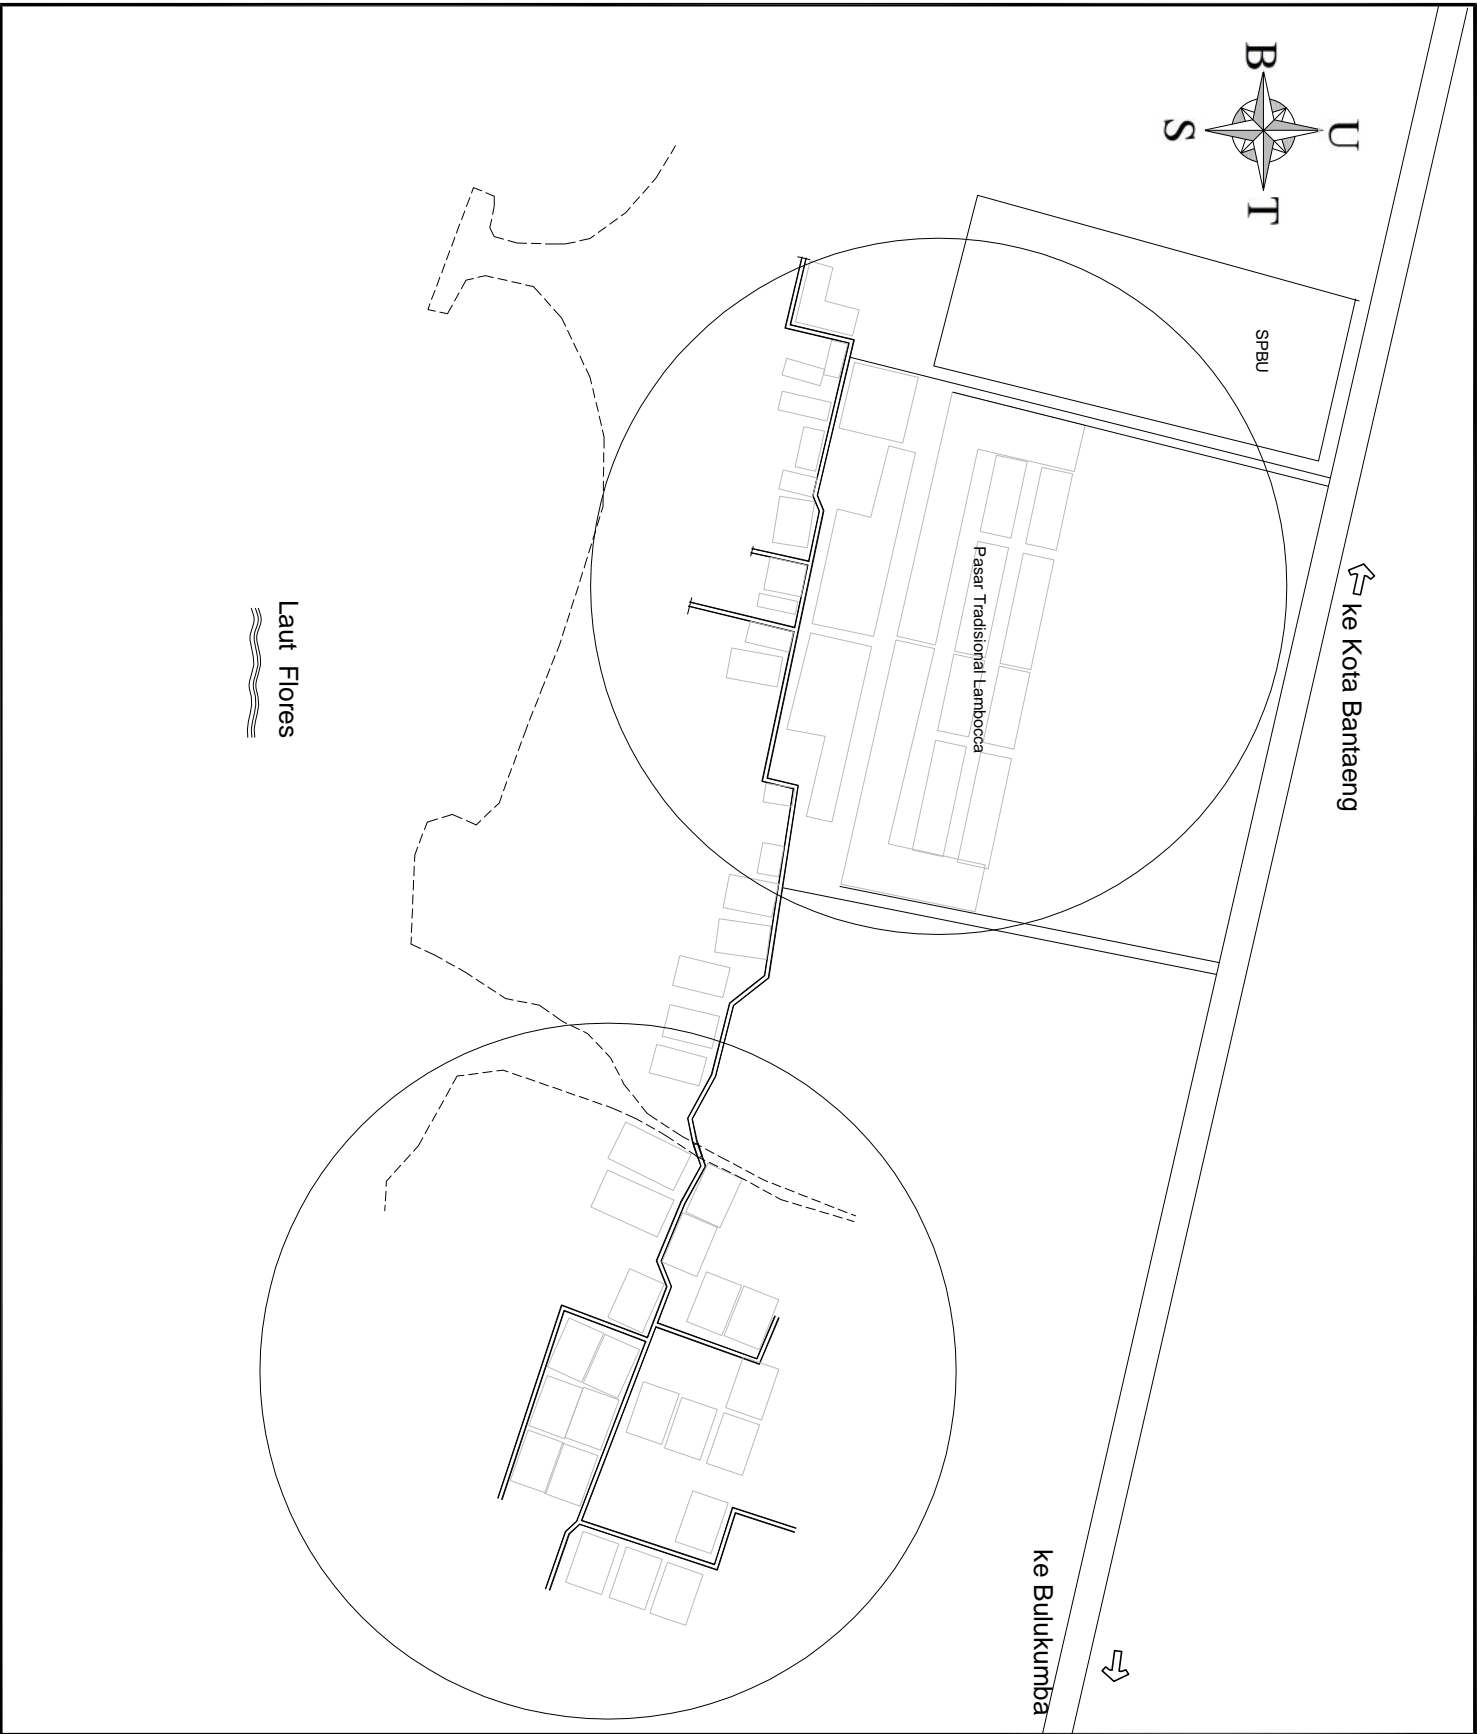 U
B
T
S
SPBU
ke Kota Bantaeng
Pasar Tradisional Lambocca
Laut Flores
ke Bulukumba